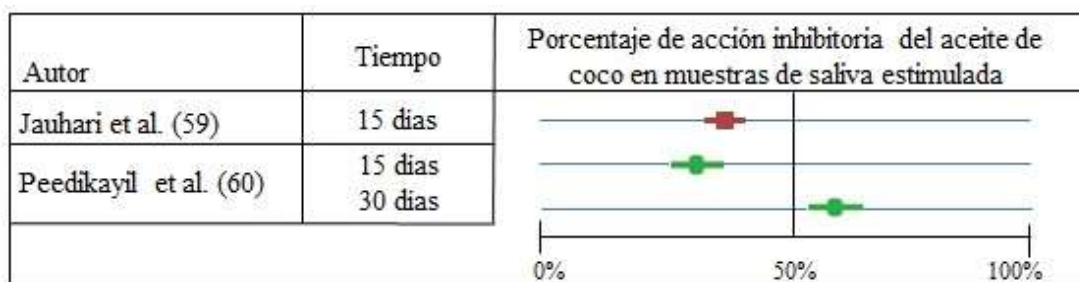 Autor
Tiempo
Porcentaje de acción inhibitoria del aceite de
coco en muestras de saliva estimulada
Jauhari et al. (59)
15 dias
Peedikayil et al. (60)
15 dias
30 dias
0%
50%
100%